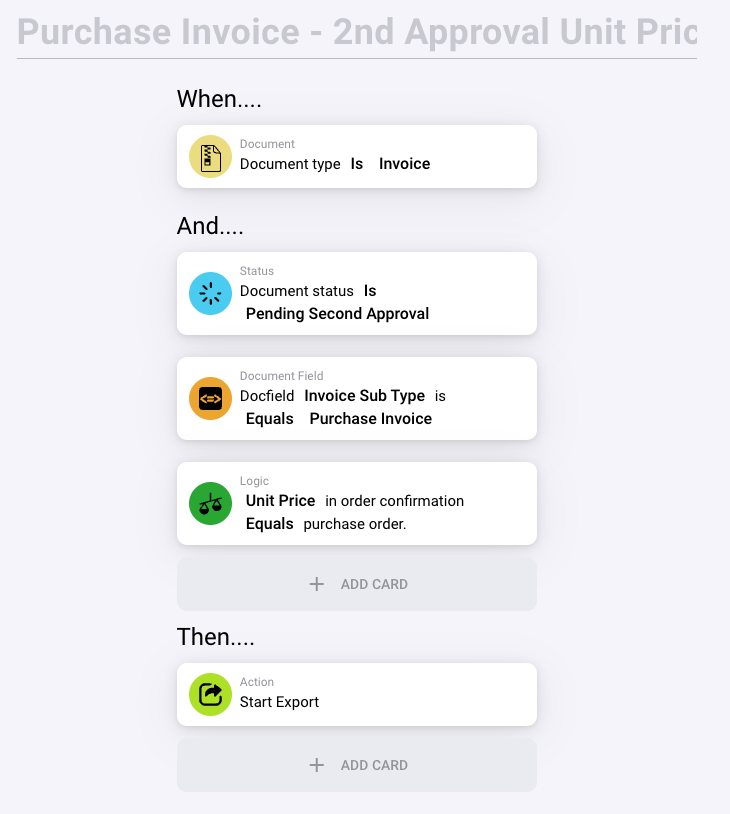 Purchase Invoice - 2nd Approval Unit Pric
When....
Document
Document type Is Invoice
And....
Status
Document status Is
Pending Second Approval
Document Field
Docfield Invoice Sub Type is
Equals Purchase Invoice
Logic
Unit Price in order confirmation
Equals purchase order.
+ ADD CARD
Then....
Action
Start Export
+ ADD CARD